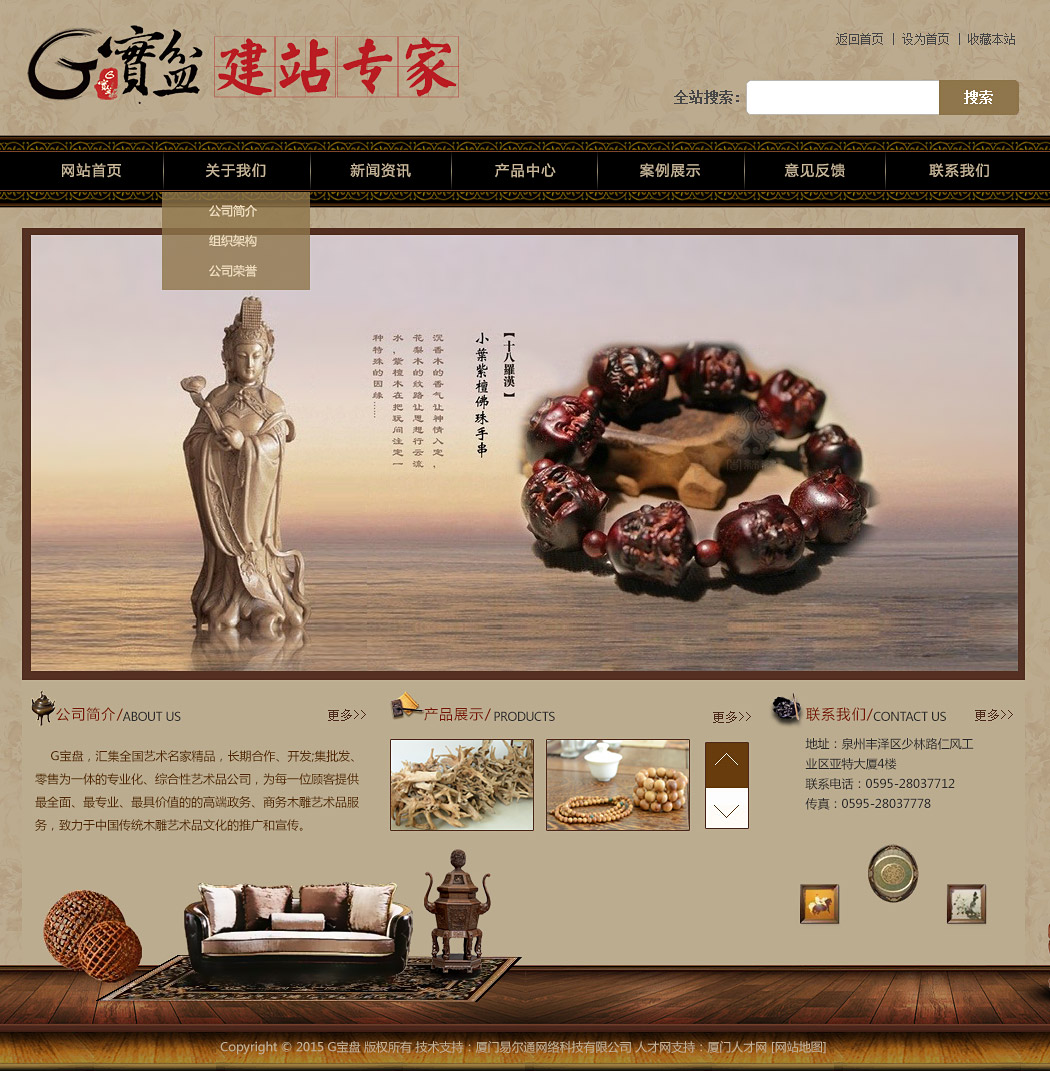 G寶盆
建站专家
返回首页 | 设为首页 | 收藏本站
全站搜索： 搜索
网站首页 关于我们 新闻资讯 产品中心 案例展示 意见反馈 联系我们
公司简介
组织架构
公司荣誉
【十八羅漢】
小葉紫檀佛珠手串
沉香木的香气让神情入定，
花梨木的纹路让思想行云流
水，紫檀木在把玩间注定一
种特殊的因缘……
公司简介/ABOUT US 更多>>
G宝盘，汇集全国艺术名家精品，长期合作、开发;集批发、
零售为一体的专业化、综合性艺术品公司，为每一位顾客提供
最全面、最专业、最具价值的的高端政务、商务木雕艺术品服
务，致力于中国传统木雕艺术品文化的推广和宣传。
产品展示/ PRODUCTS 更多>>
联系我们/CONTACT US 更多>>
地址：泉州丰泽区少林路仁风工
业区亚特大厦4楼
联系电话：0595-28037712
传真：0595-28037778
Copyright © 2015 G宝盘 版权所有 技术支持：厦门易尔通网络科技有限公司 人才网支持：厦门人才网 [网站地图]